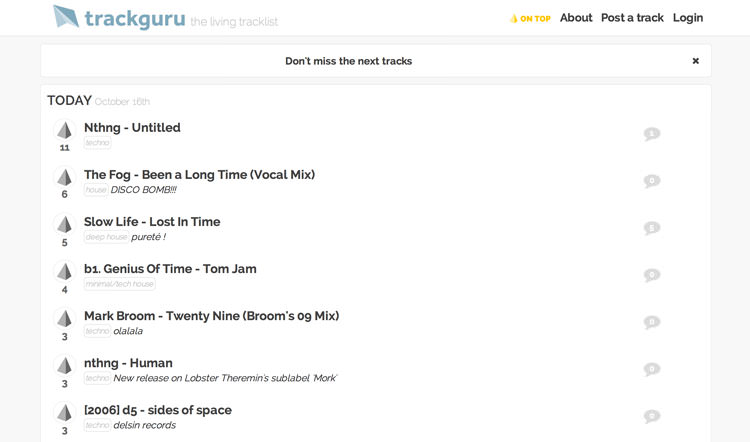 trackguru the living tracklist
ON TOP About Post a track Login
Don't miss the next tracks ×
TODAY October 16th
Nthng - Untitled
11 techno 1
The Fog - Been a Long Time (Vocal Mix)
6 house DISCO BOMB!!! 0
Slow Life - Lost In Time
5 deep house pureté ! 5
b1. Genius Of Time - Tom Jam
4 minimal/tech house 0
Mark Broom - Twenty Nine (Broom's 09 Mix)
3 techno olalala 0
nthng - Human
3 techno New release on Lobster Theremin's sublabel 'Mork' 0
[2006] d5 - sides of space
3 techno delsin records 0